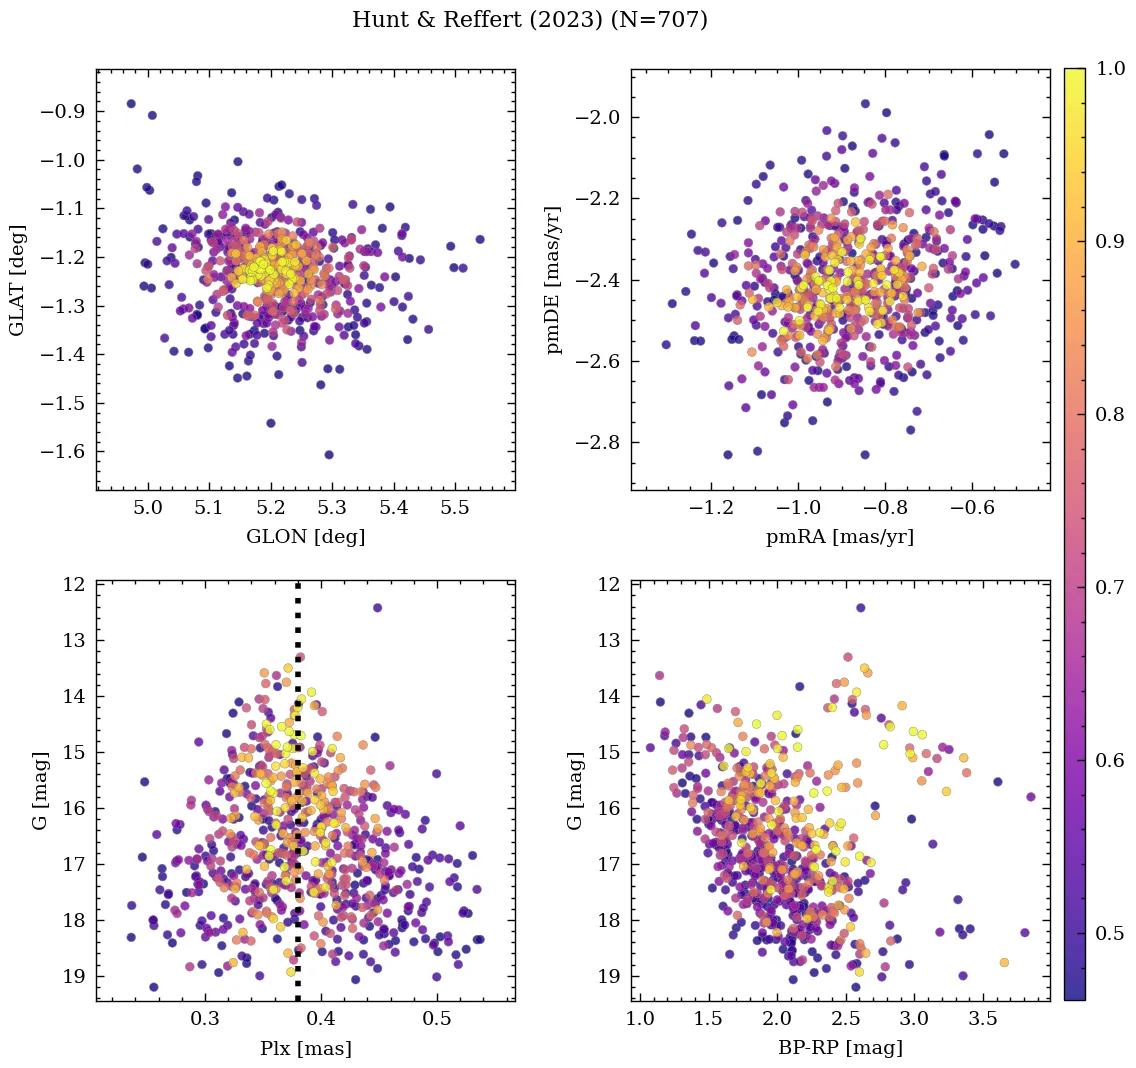 Hunt & Reffert (2023) (N=707)
−0.9
−1.0
−1.1
−1.2
−1.3
−1.4
−1.5
−1.6
GLAT [deg]
5.0 5.1 5.2 5.3 5.4 5.5
GLON [deg]
−2.0
−2.2
−2.4
−2.6
−2.8
pmDE [mas/yr]
−1.2 −1.0 −0.8 −0.6
pmRA [mas/yr]
1.0
0.9
0.8
0.7
0.6
0.5
12
13
14
15
16
17
18
19
G [mag]
0.3 0.4 0.5
Plx [mas]
12
13
14
15
16
17
18
19
G [mag]
1.0 1.5 2.0 2.5 3.0 3.5
BP-RP [mag]